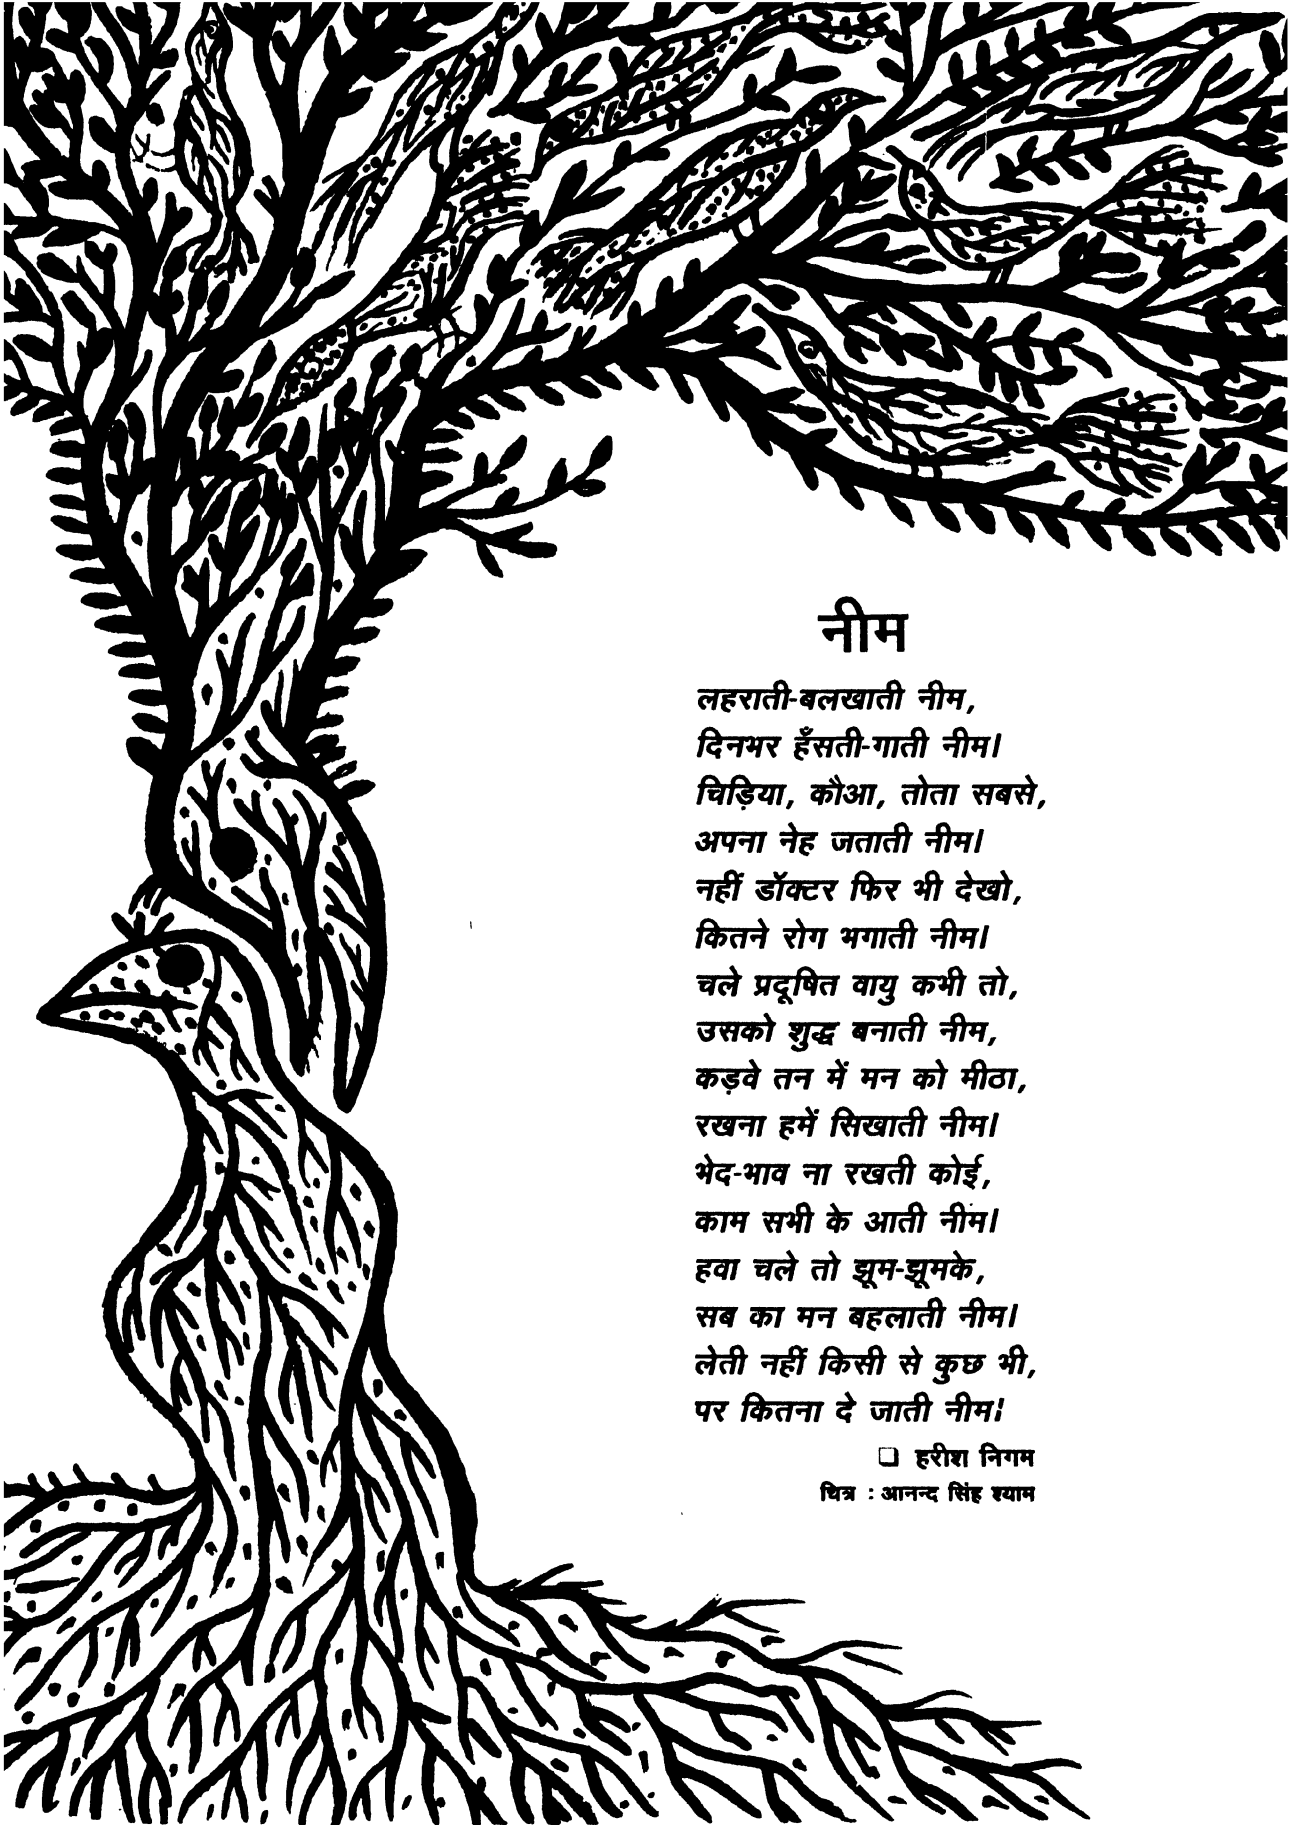 नीम
लहराती-बलखाती नीम,
दिनभर हँसती-गाती नीम।
चिड़िया, कौआ, तोता सबसे,
अपना नेह जताती नीम।
नहीं डॉक्टर फिर भी देखो,
कितने रोग भगाती नीम।
चले प्रदूषित वायु कभी तो,
उसको शुद्ध बनाती नीम,
कड़वे तन में मन को मीठा,
रखना हमें सिखाती नीम।
भेद-भाव ना रखती कोई,
काम सभी के आती नीम।
हवा चले तो झूम-झूमके,
सब का मन बहलाती नीम।
लेती नहीं किसी से कुछ भी,
पर कितना दे जाती नीम!
❑ हरीश निगम
चित्र : आनन्द सिंह श्याम